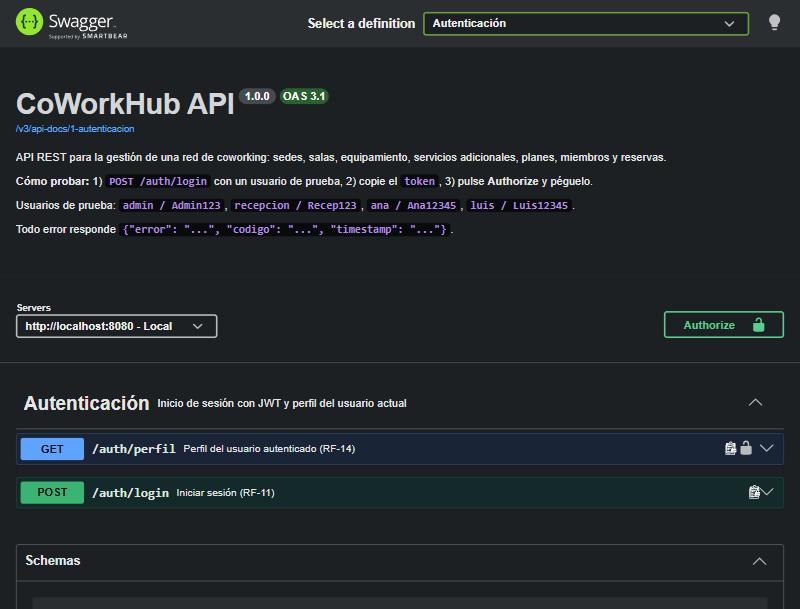 Swagger
Supported by SMARTBEAR
Select a definition
Autenticación
CoWorkHub API 1.0.0 OAS 3.1
/v3/api-docs/1-autenticacion
API REST para la gestión de una red de coworking: sedes, salas, equipamiento, servicios adicionales, planes, miembros y reservas.
Cómo probar: 1) POST /auth/login con un usuario de prueba, 2) copie el token, 3) pulse Authorize y péguelo.
Usuarios de prueba: admin / Admin123, recepcion / Recep123, ana / Ana12345, luis / Luis12345.
Todo error responde {"error": "...", "codigo": "...", "timestamp": "..."}.
Servers
http://localhost:8080 - Local
Authorize
Autenticación Inicio de sesión con JWT y perfil del usuario actual
GET /auth/perfil Perfil del usuario autenticado (RF-14)
POST /auth/login Iniciar sesión (RF-11)
Schemas